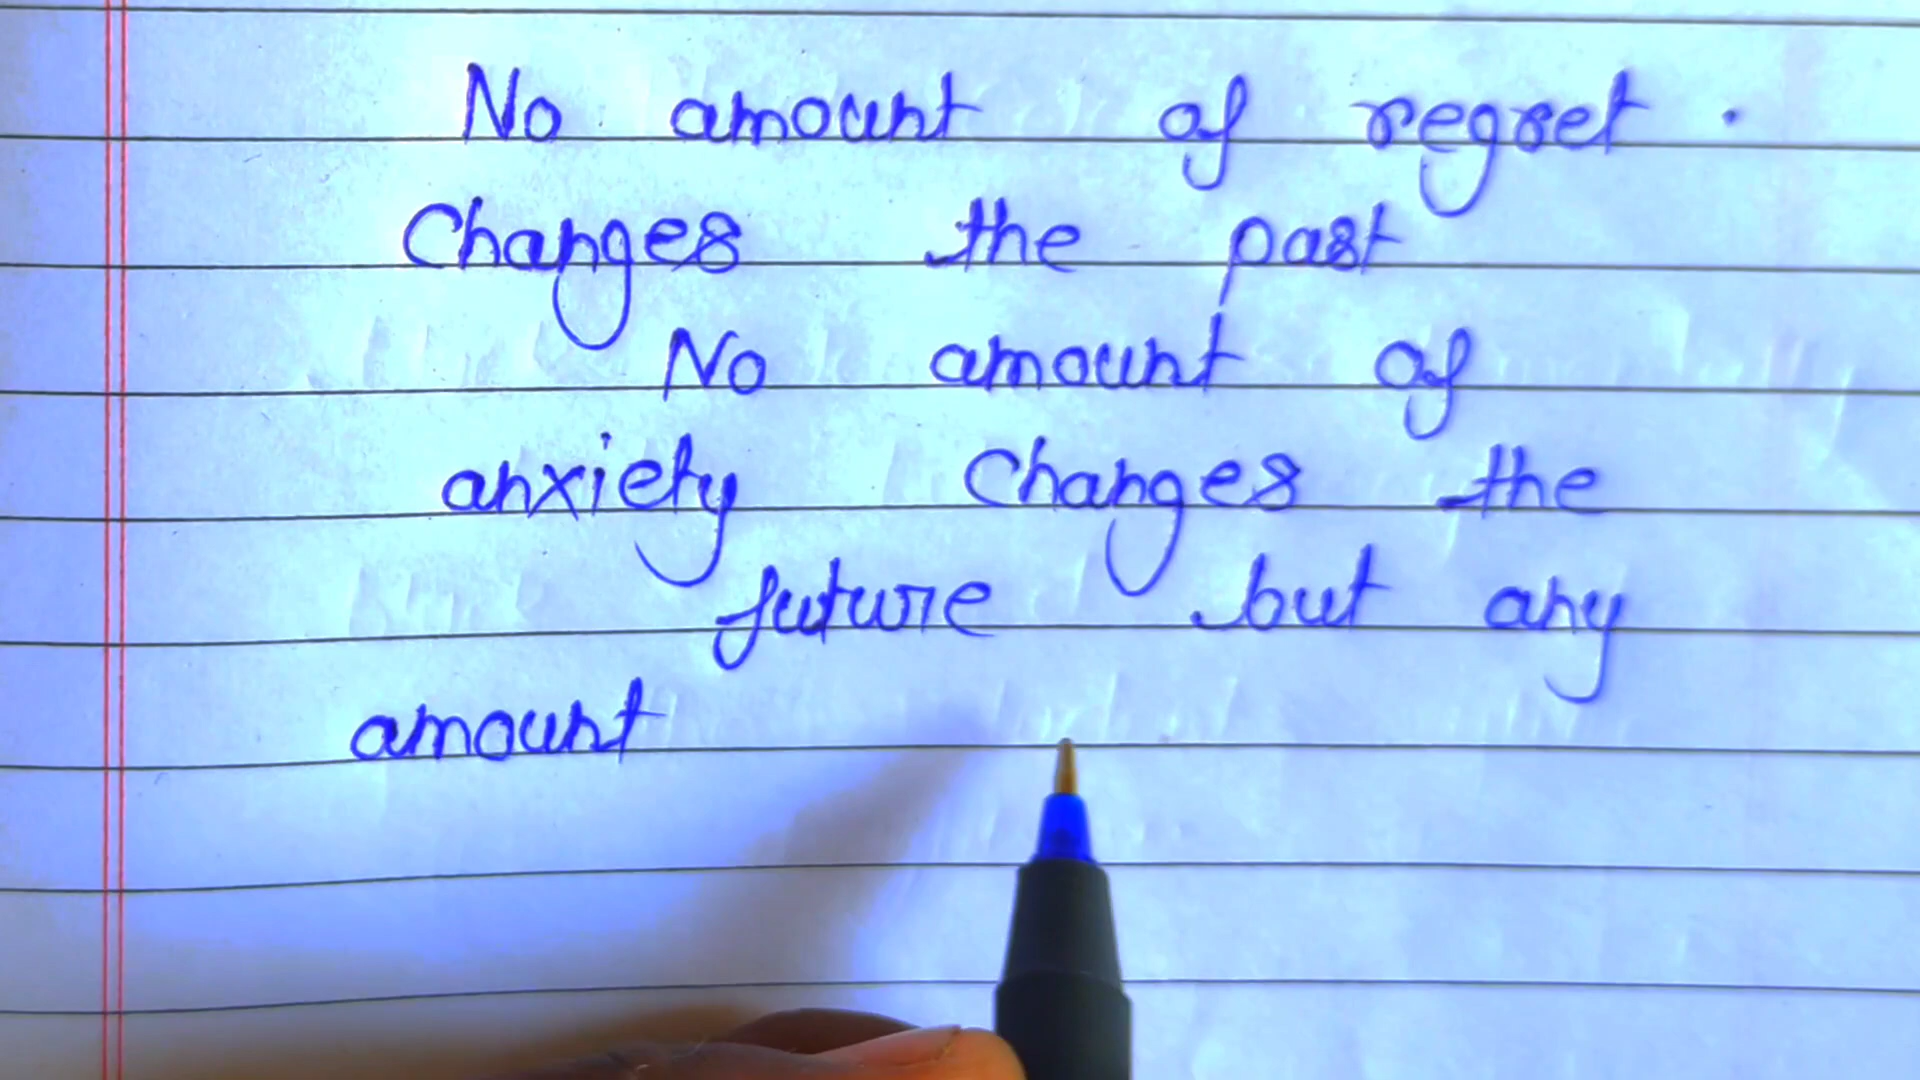 No amount of regret.
Changes the past
No amount of
anxiety Changes the
future but any
amount